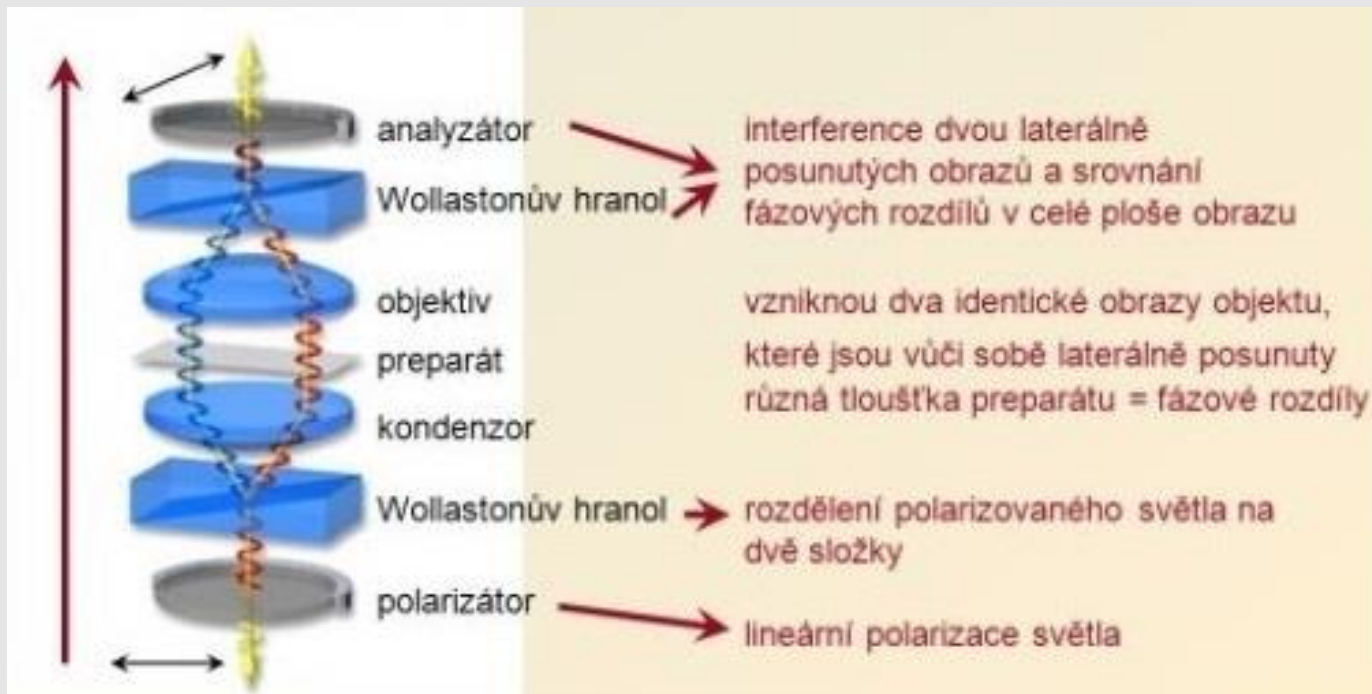 analyzátor
Wollastonův hranol
objektiv
preparát
kondenzor
Wollastonův hranol
polarizátor
interference dvou laterálně
posunutých obrazů a srovnání
fázových rozdílů v celé ploše obrazu
vzniknou dva identické obrazy objektu,
které jsou vůči sobě laterálně posunuty
různá tloušťka preparátu = fázové rozdíly
rozdělení polarizovaného světla na
dvě složky
lineární polarizace světla